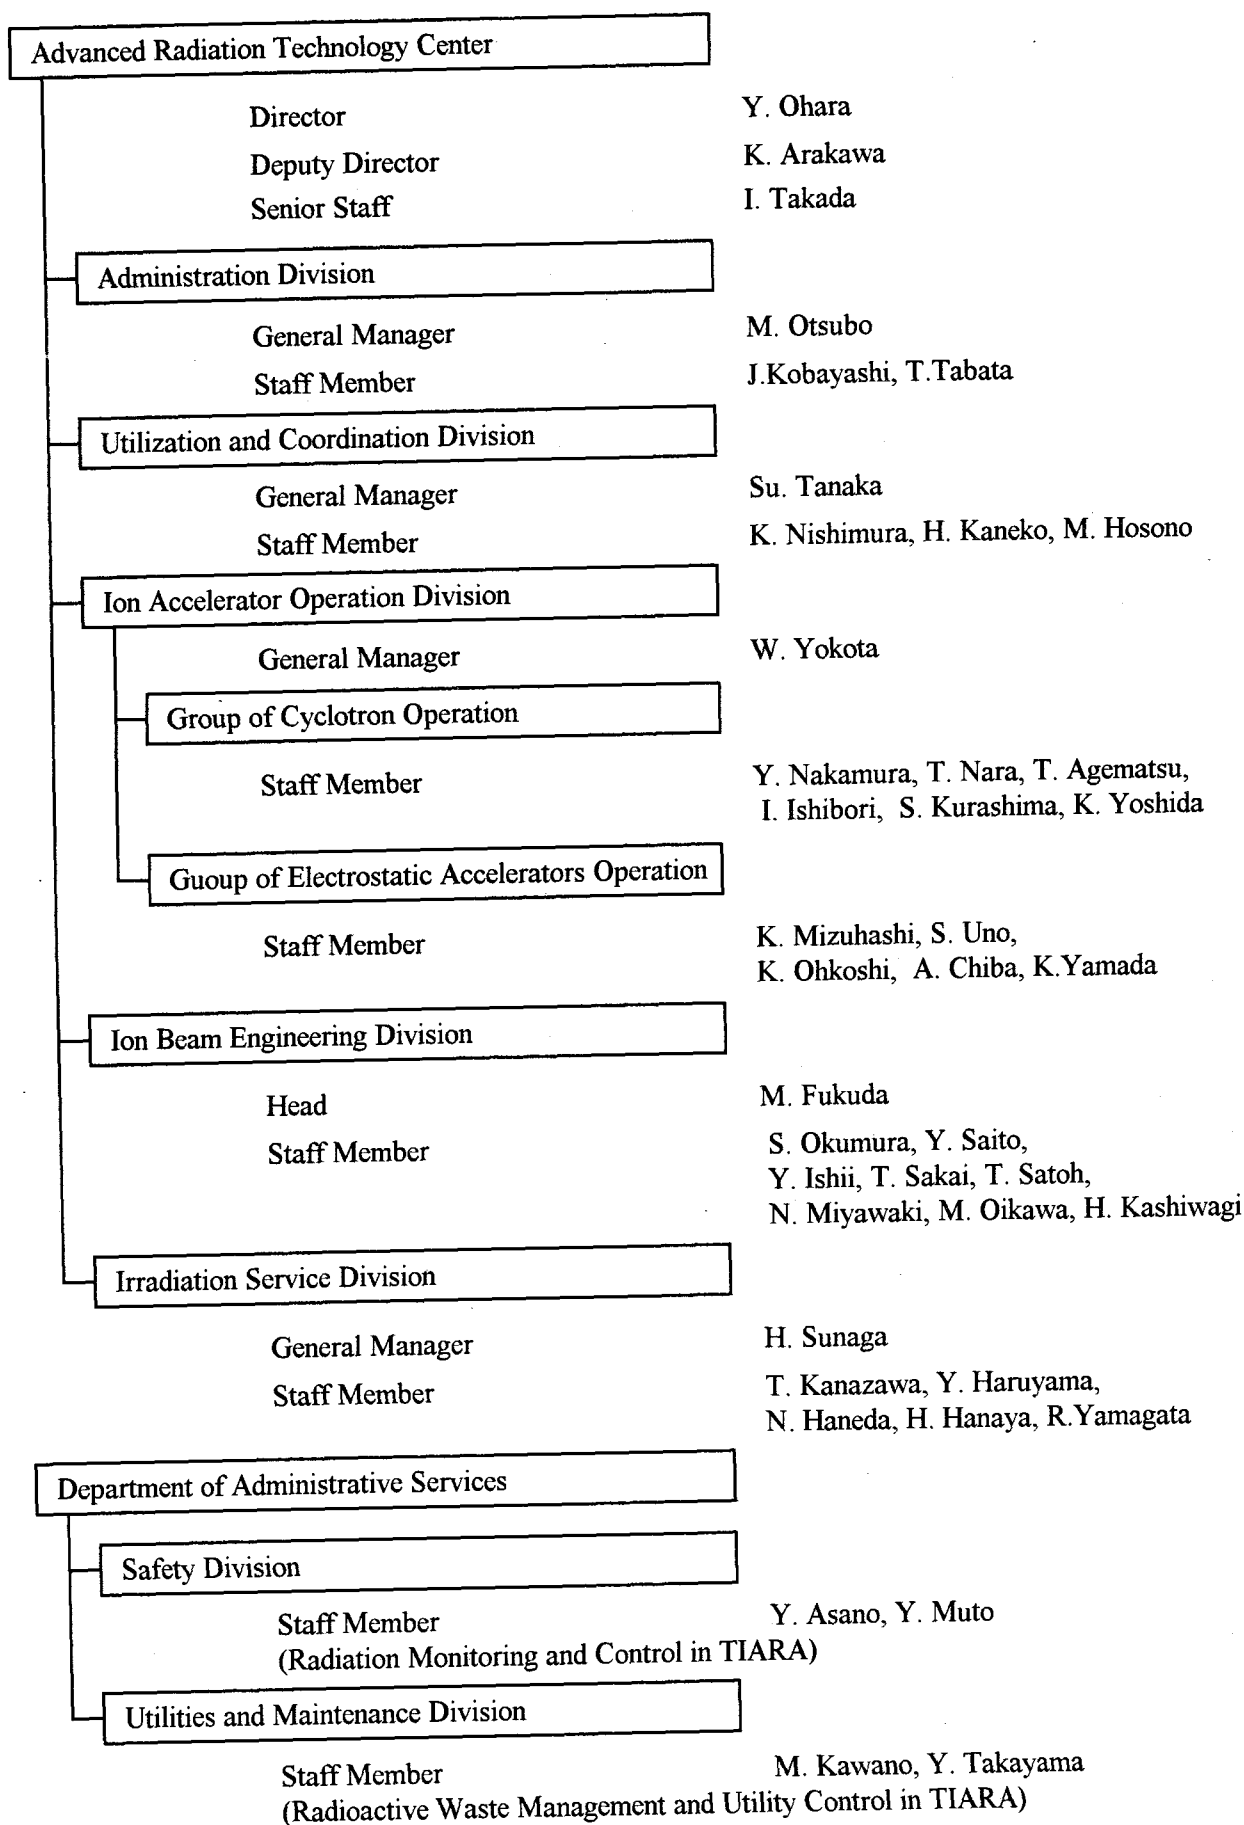 Advanced Radiation Technology Center
Director Y. Ohara
Deputy Director K. Arakawa
Senior Staff I. Takada
Administration Division
General Manager M. Otsubo
Staff Member J.Kobayashi, T.Tabata
Utilization and Coordination Division
General Manager Su. Tanaka
Staff Member K. Nishimura, H. Kaneko, M. Hosono
Ion Accelerator Operation Division
General Manager W. Yokota
Group of Cyclotron Operation
Staff Member Y. Nakamura, T. Nara, T. Agematsu,
I. Ishibori, S. Kurashima, K. Yoshida
Guoup of Electrostatic Accelerators Operation
Staff Member K. Mizuhashi, S. Uno,
K. Ohkoshi, A. Chiba, K.Yamada
Ion Beam Engineering Division
Head M. Fukuda
Staff Member S. Okumura, Y. Saito,
Y. Ishii, T. Sakai, T. Satoh,
N. Miyawaki, M. Oikawa, H. Kashiwagi
Irradiation Service Division
General Manager H. Sunaga
Staff Member T. Kanazawa, Y. Haruyama,
N. Haneda, H. Hanaya, R.Yamagata
Department of Administrative Services
Safety Division
Staff Member Y. Asano, Y. Muto
(Radiation Monitoring and Control in TIARA)
Utilities and Maintenance Division
Staff Member M. Kawano, Y. Takayama
(Radioactive Waste Management and Utility Control in TIARA)